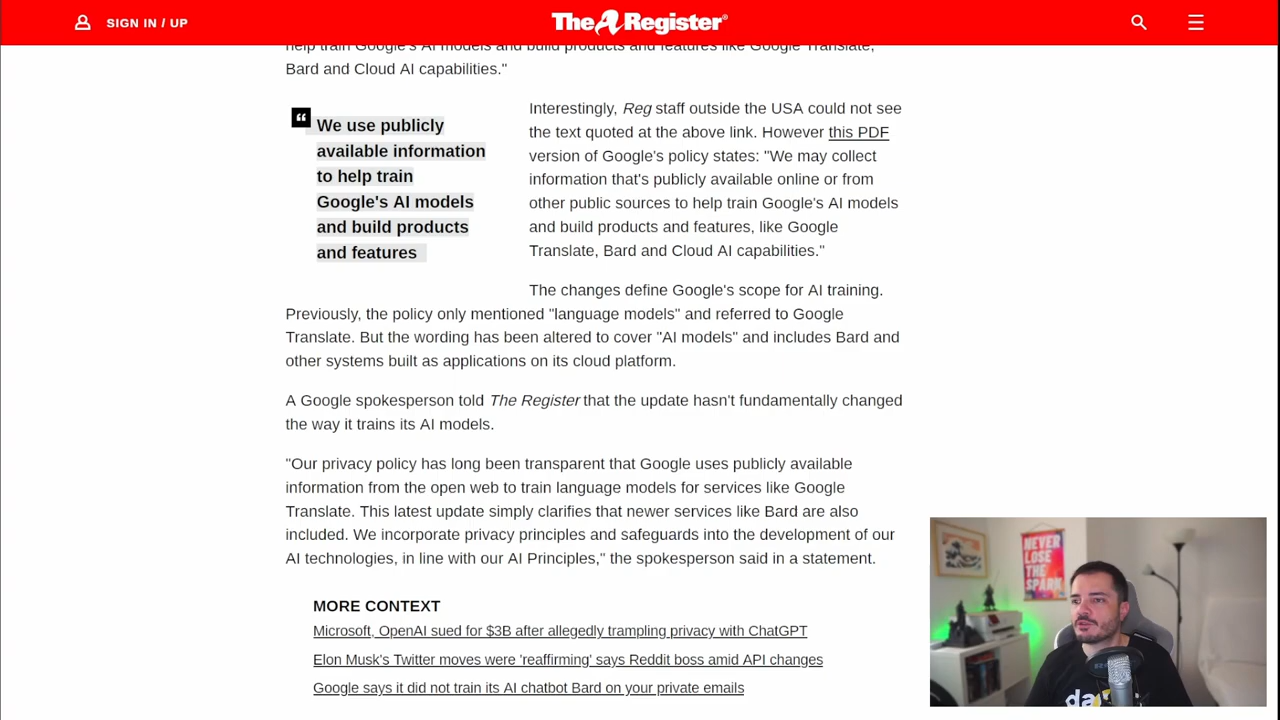 SIGN IN / UP
The Register®
help train Google's AI models and build products and features like Google Translate,
Bard and Cloud AI capabilities."
“
We use publicly
available information
to help train
Google's AI models
and build products
and features
Interestingly, Reg staff outside the USA could not see
the text quoted at the above link. However this PDF
version of Google's policy states: "We may collect
information that's publicly available online or from
other public sources to help train Google's AI models
and build products and features, like Google
Translate, Bard and Cloud AI capabilities."
The changes define Google's scope for AI training.
Previously, the policy only mentioned "language models" and referred to Google
Translate. But the wording has been altered to cover "AI models" and includes Bard and
other systems built as applications on its cloud platform.
A Google spokesperson told The Register that the update hasn't fundamentally changed
the way it trains its AI models.
"Our privacy policy has long been transparent that Google uses publicly available
information from the open web to train language models for services like Google
Translate. This latest update simply clarifies that newer services like Bard are also
included. We incorporate privacy principles and safeguards into the development of our
AI technologies, in line with our AI Principles," the spokesperson said in a statement.
MORE CONTEXT
Microsoft, OpenAI sued for $3B after allegedly trampling privacy with ChatGPT
Elon Musk's Twitter moves were 'reaffirming' says Reddit boss amid API changes
Google says it did not train its AI chatbot Bard on your private emails
NEVER
LOSE
THE
SPARK